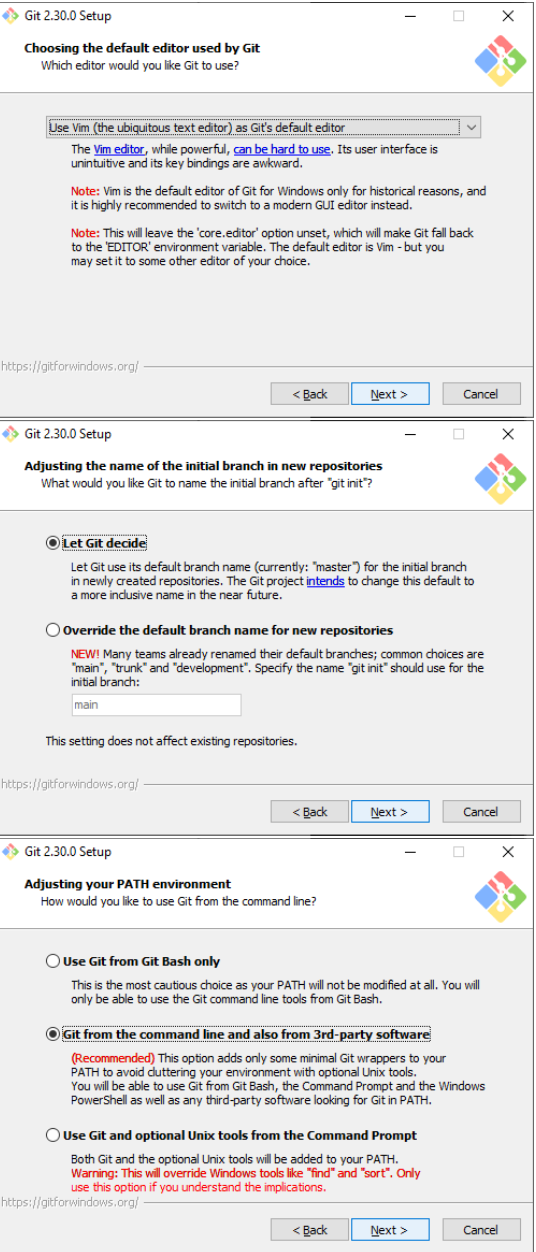 Git 2.30.0 Setup
Choosing the default editor used by Git
Which editor would you like Git to use?
Use Vim (the ubiquitous text editor) as Git's default editor
The Vim editor, while powerful, can be hard to use. Its user interface is
unintuitive and its key bindings are awkward.
Note: Vim is the default editor of Git for Windows only for historical reasons, and
it is highly recommended to switch to a modern GUI editor instead.
Note: This will leave the 'core.editor' option unset, which will make Git fall back
to the 'EDITOR' environment variable. The default editor is Vim - but you
may set it to some other editor of your choice.
https://gitforwindows.org/
< Back Next > Cancel
Git 2.30.0 Setup
Adjusting the name of the initial branch in new repositories
What would you like Git to name the initial branch after "git init"?
Let Git decide
Let Git use its default branch name (currently: "master") for the initial branch
in newly created repositories. The Git project intends to change this default to
a more inclusive name in the near future.
Override the default branch name for new repositories
NEW! Many teams already renamed their default branches; common choices are
"main", "trunk" and "development". Specify the name "git init" should use for the
initial branch:
main
This setting does not affect existing repositories.
https://gitforwindows.org/
< Back Next > Cancel
Git 2.30.0 Setup
Adjusting your PATH environment
How would you like to use Git from the command line?
Use Git from Git Bash only
This is the most cautious choice as your PATH will not be modified at all. You will
only be able to use the Git command line tools from Git Bash.
Git from the command line and also from 3rd-party software
(Recommended) This option adds only some minimal Git wrappers to your
PATH to avoid cluttering your environment with optional Unix tools.
You will be able to use Git from Git Bash, the Command Prompt and the Windows
PowerShell as well as any third-party software looking for Git in PATH.
Use Git and optional Unix tools from the Command Prompt
Both Git and the optional Unix tools will be added to your PATH.
Warning: This will override Windows tools like "find" and "sort". Only
use this option if you understand the implications.
https://gitforwindows.org/
< Back Next > Cancel